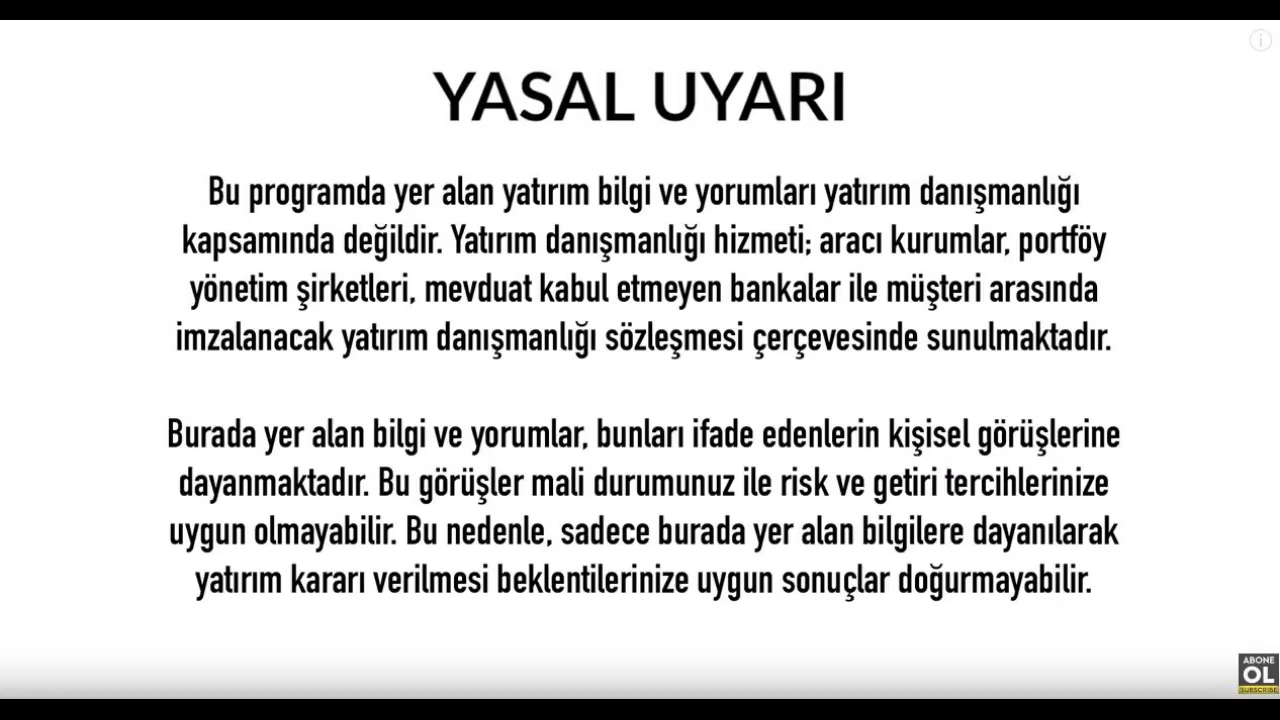 YASAL UYARI
Bu programda yer alan yatırım bilgi ve yorumları yatırım danışmanlığı
kapsamında değildir. Yatırım danışmanlığı hizmeti; aracı kurumlar, portföy
yönetim şirketleri, mevduat kabul etmeyen bankalar ile müşteri arasında
imzalanacak yatırım danışmanlığı sözleşmesi çerçevesinde sunulmaktadır.
Burada yer alan bilgi ve yorumlar, bunları ifade edenlerin kişisel görüşlerine
dayanmaktadır. Bu görüşler mali durumunuz ile risk ve getiri tercihlerinize
uygun olmayabilir. Bu nedenle, sadece burada yer alan bilgilere dayanılarak
yatırım kararı verilmesi beklentilerinize uygun sonuçlar doğurmayabilir.
ABONE
OL
SUBSCRIBE